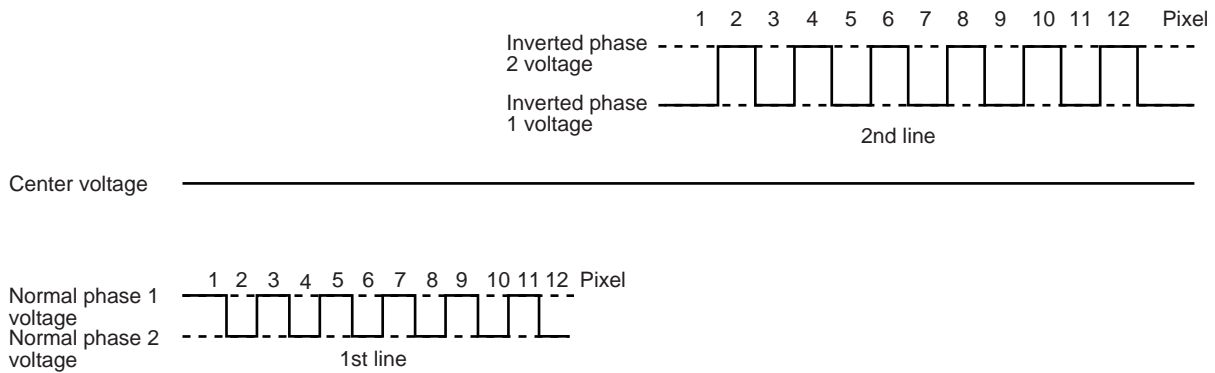 1 2 3 4 5 6 7 8 9 10 11 12 Pixel
Inverted phase
2 voltage
Inverted phase
1 voltage
2nd line
Center voltage
1 2 3 4 5 6 7 8 9 10 11 12 Pixel
Normal phase 1
voltage
Normal phase 2
voltage
1st line